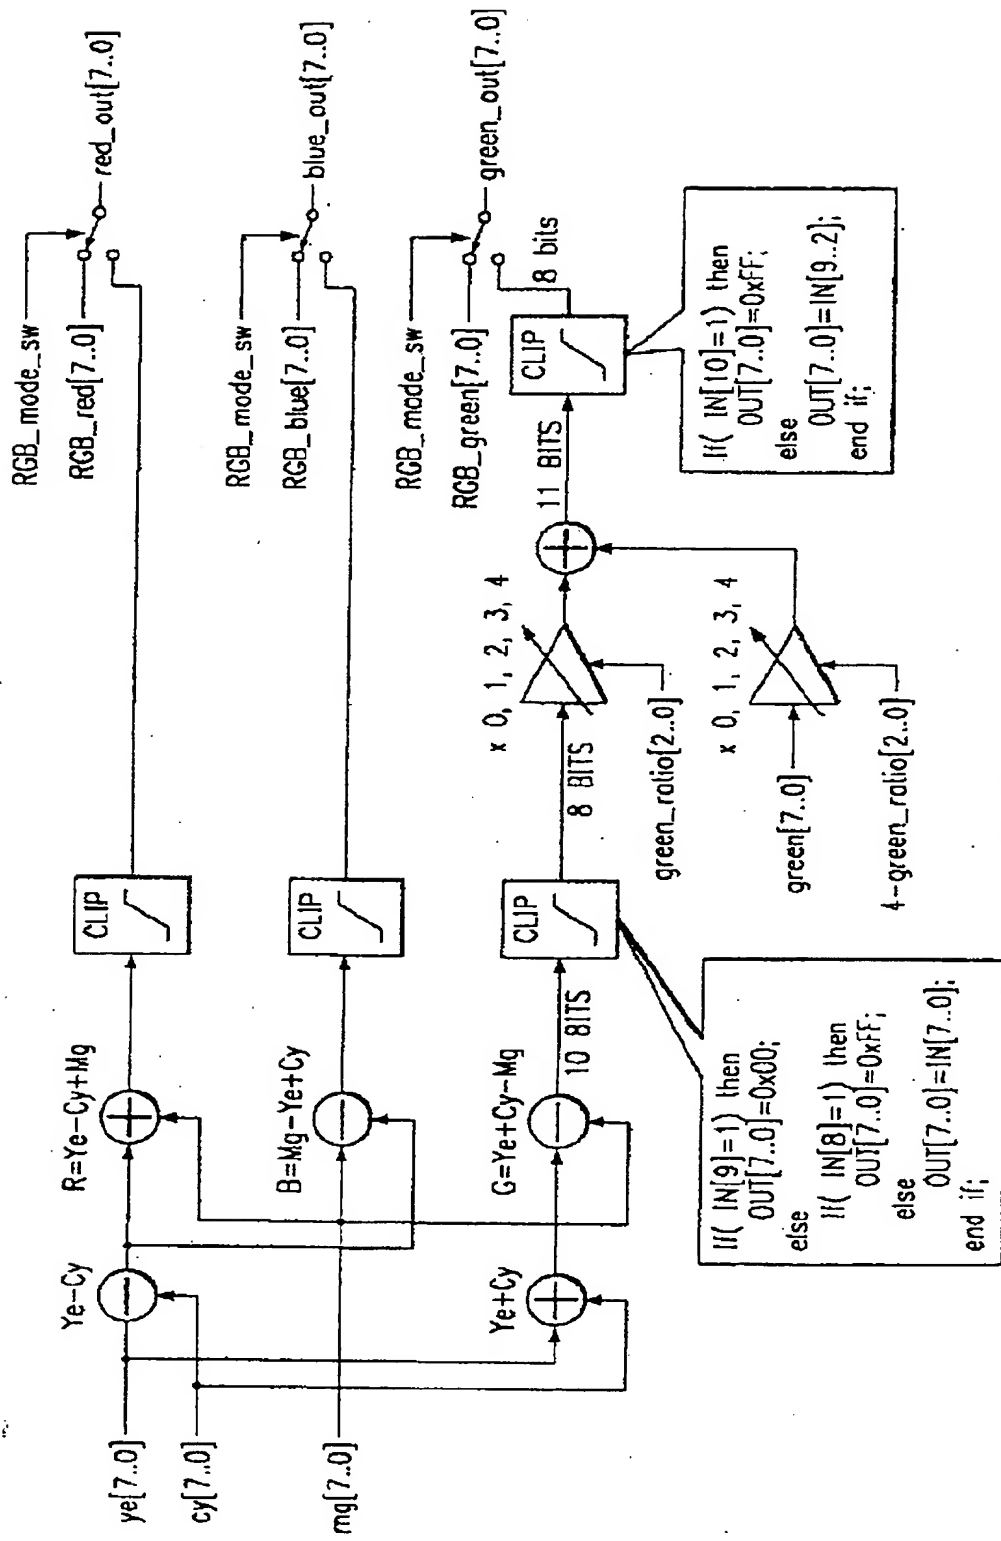 RGB_mode_sw
RGB_red[7..0]
red_out[7..0]
ye[7..0]
Ye-Cy
R=Ye-Cy+Mg
CLIP
cy[7..0]
RGB_mode_sw
RGB_blue[7..0]
blue_out[7..0]
mg[7..0]
B=Mg-Ye+Cy
CLIP
RGB_mode_sw
RGB_green[7..0]
green_out[7..0]
Ye+Cy
G=Ye+Cy-Mg
10 BITS
CLIP
8 BITS
x 0, 1, 2, 3, 4
11 BITS
CLIP
8 bits
green_ratio[2..0]
x 0, 1, 2, 3, 4
green[7..0]
4-green_ratio[2..0]
If( IN[9]=1) then
OUT[7..0]=0x00;
else
If( IN[8]=1) then
OUT[7..0]=0xFF;
else
OUT[7..0]=IN[7..0];
end if;
If( IN[10]=1) then
OUT[7..0]=0xFF;
else
OUT[7..0]=IN[9..2];
end if;